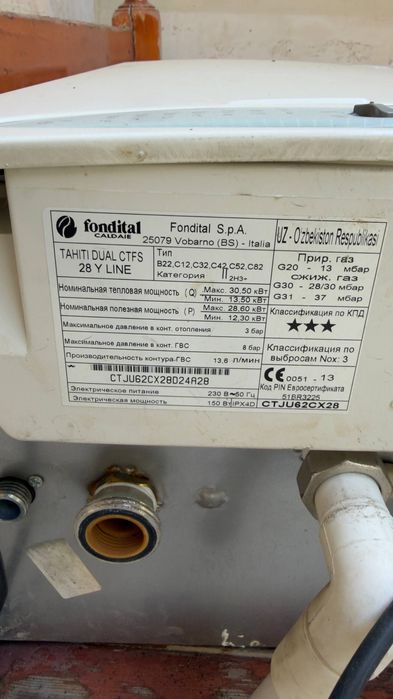 fondital
CALDAIE
Fondital S.p.A.
25079 Vobarno (BS) - Italia
UZ - O'zbekiston Respublikasi
TAHITI DUAL CTFS
28 Y LINE
Тип
B22,C12,C32,C42,C52,C82
Категория II 2H3+
Прир. газ
G20 - 13 мбар
сжиж. газ
G30 - 28/30 мбар
G31 - 37 мбар
Номинальная тепловая мощность (Q) Макс. 30,50 кВт
Мин. 13,50 кВт
Номинальная полезная мощность (P) Макс. 28,60 кВт
Мин. 12,30 кВт
Классификация по КПД
★★★
Максимальное давление в конт. отопления 3 бар
Максимальное давление в конт. ГВС 8 бар
Производительность контура-ГВС 13,6 л/мин
Классификация по
выбросам Nox: 3
CTJU62CX28D24A28
CE 0051 - 13
Код PIN Евросертификата
51BR3225
CTJU62CX28
Электрическое питание 230 В~50 Гц
Электрическая мощность 150 Вт IPX4D